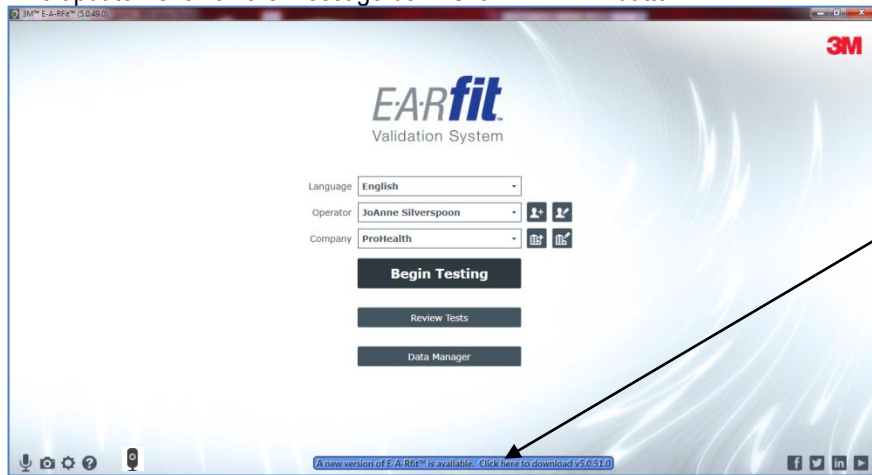 3M™ E-A-RFit™ (5.0.49.0)
3M
E·A·Rfit™
Validation System
Language English
Operator JoAnne Silverspoon
Company ProHealth
Begin Testing
Review Tests
Data Manager
A new version of E-A-Rfit™ is available. Click here to download v5.0.51.0